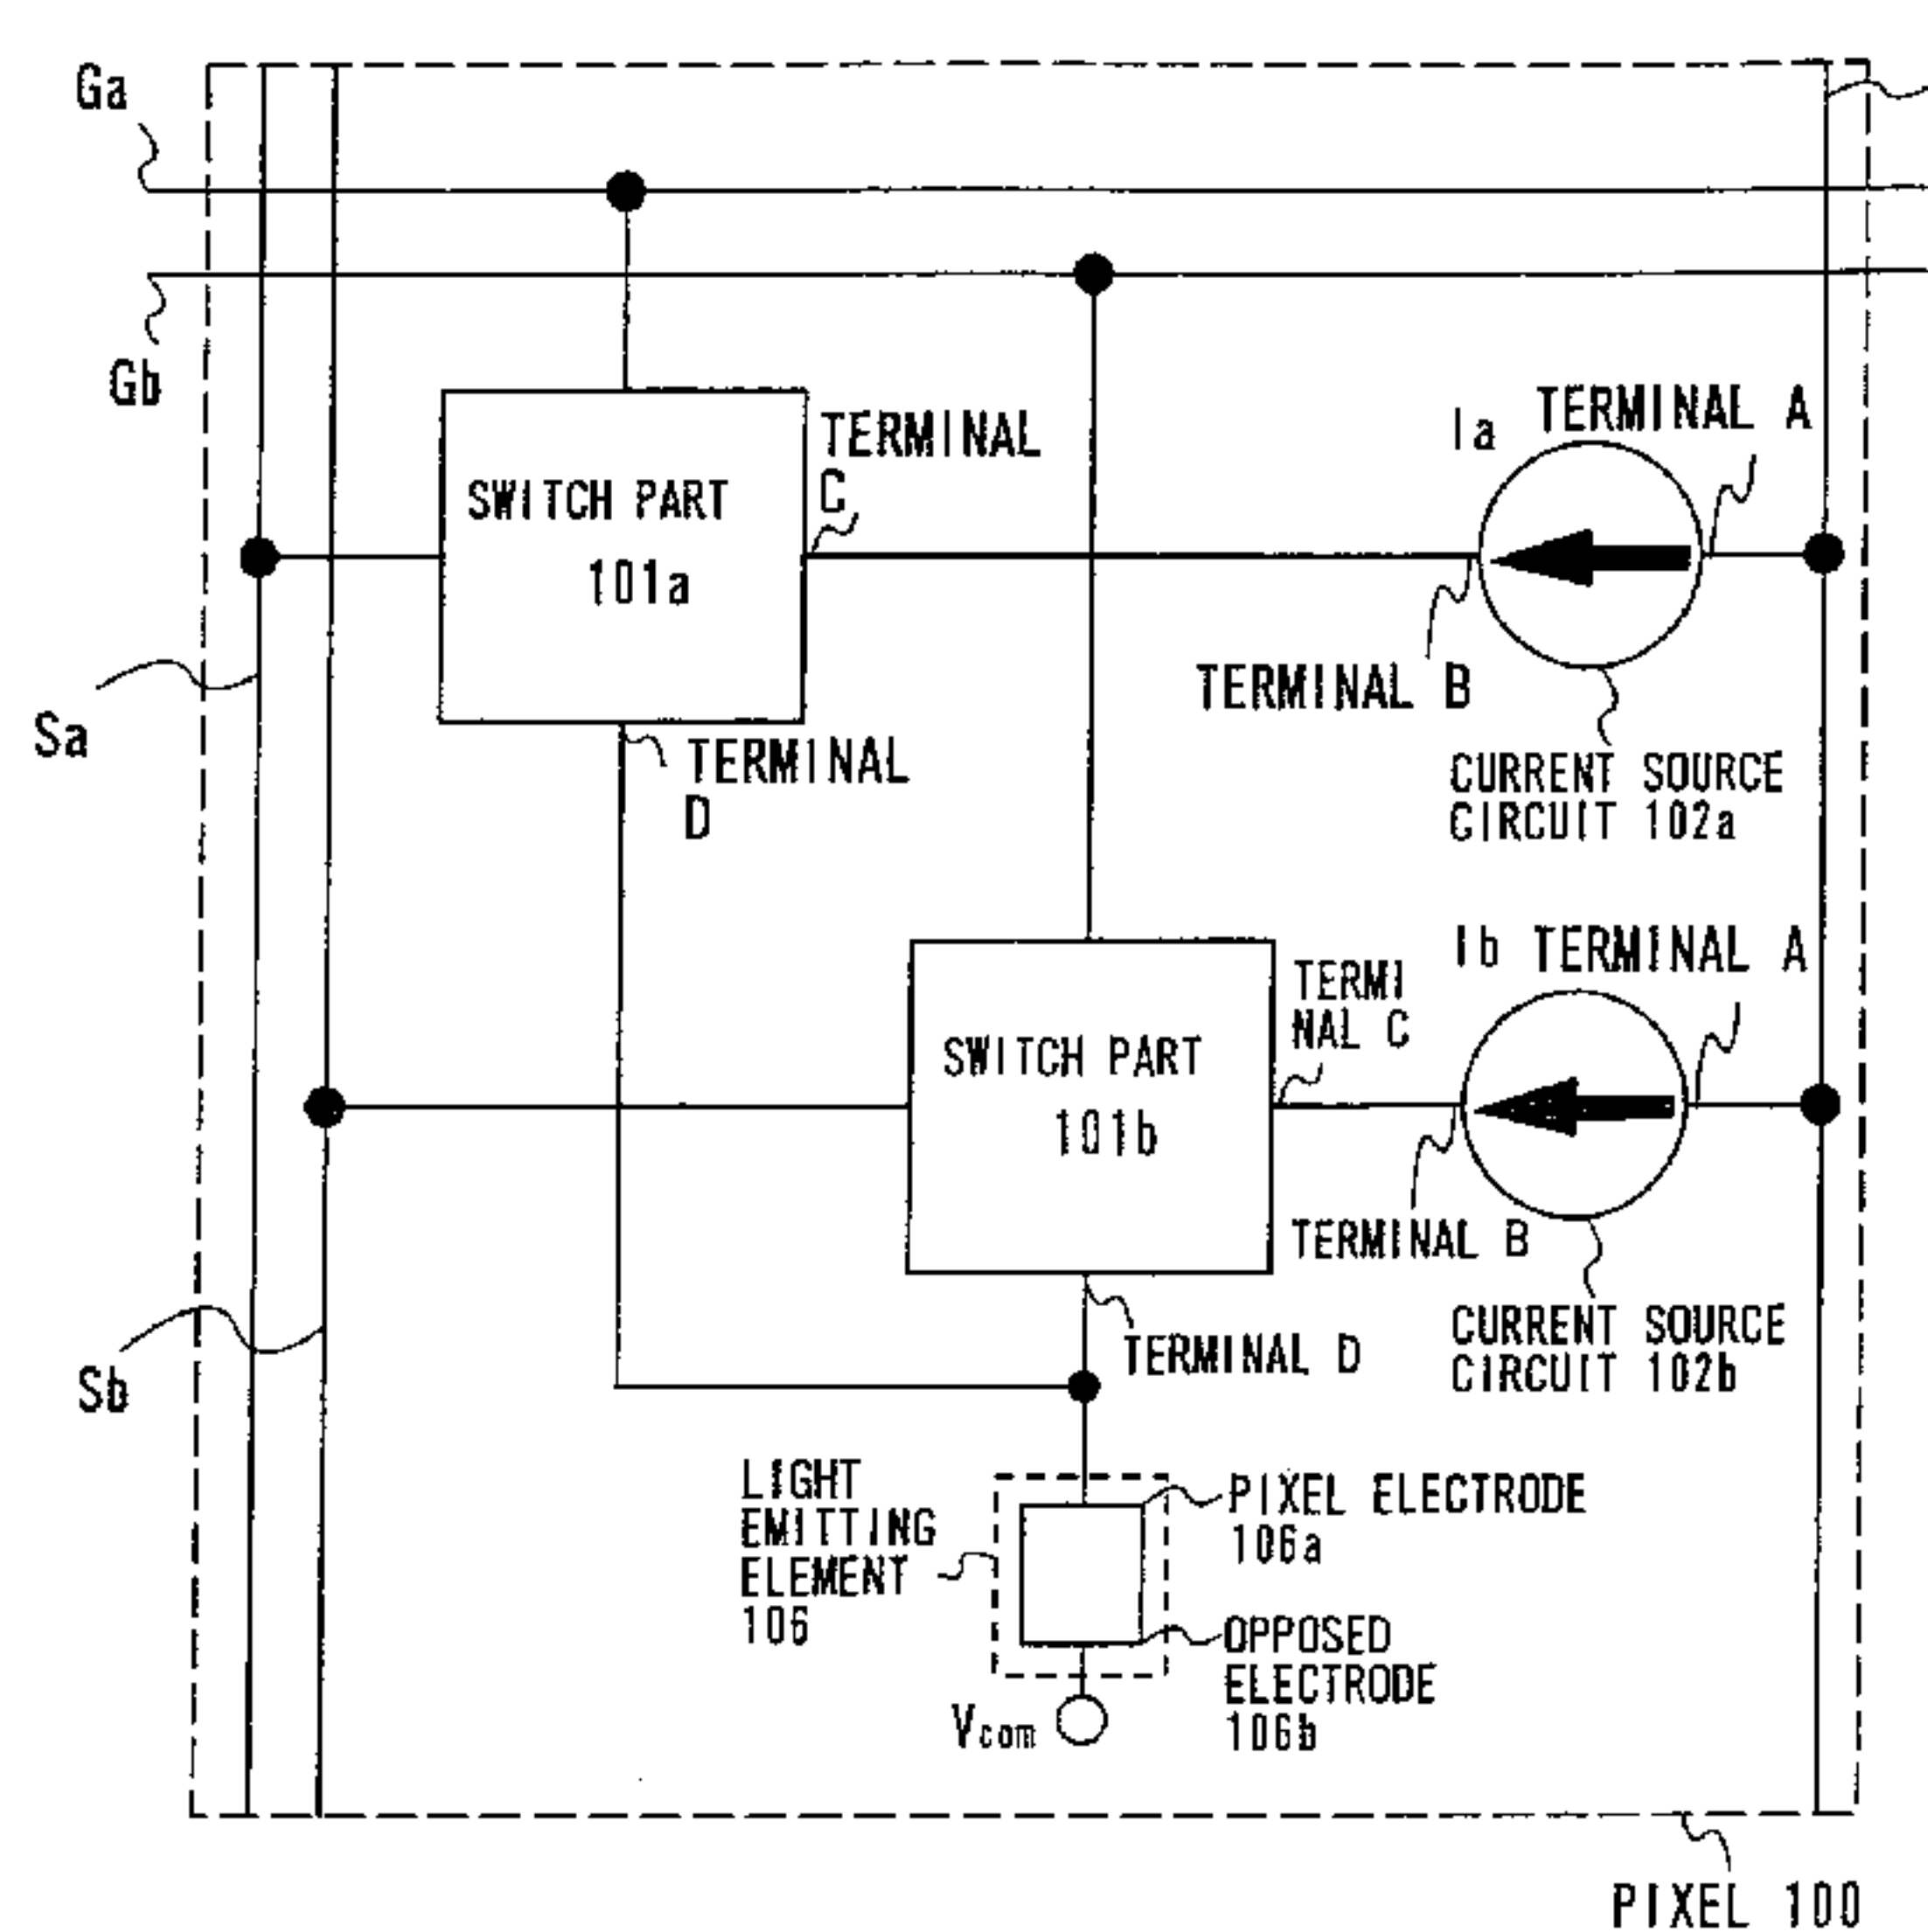 Ga
Gb
TERMINAL
C
Ia
TERMINAL A
SWITCH PART
101a
TERMINAL B
Sa
TERMINAL
D
CURRENT SOURCE
CIRCUIT 102a
Ib
TERMINAL A
TERMI
NAL C
SWITCH PART
101b
TERMINAL B
TERMINAL D
CURRENT SOURCE
CIRCUIT 102b
Sb
LIGHT
EMITTING
ELEMENT
106
PIXEL ELECTRODE
106a
OPPOSED
ELECTRODE
106b
Vcom
PIXEL 100